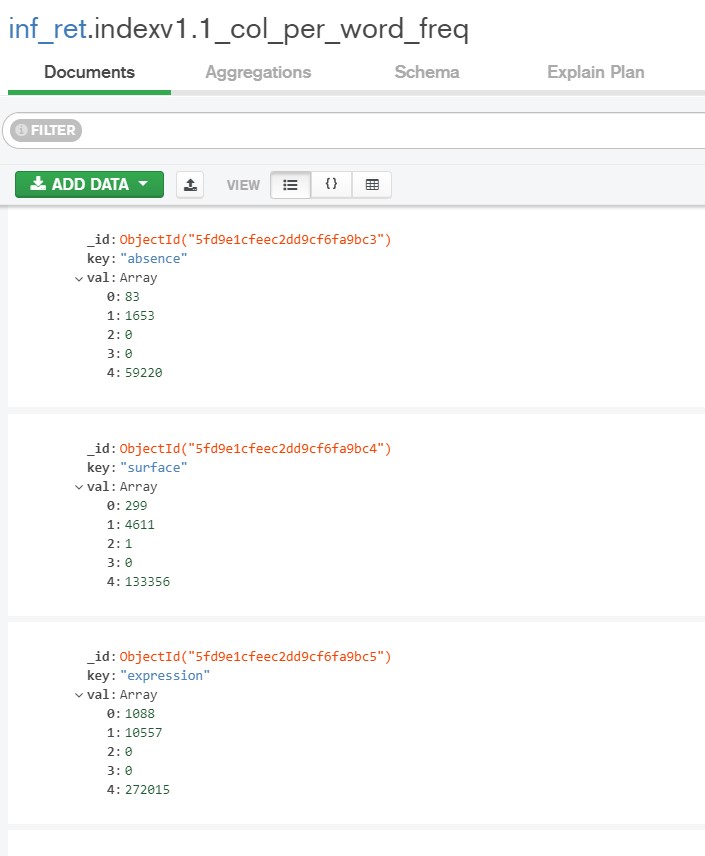 inf_ret.indexv1.1_col_per_word_freq
Documents Aggregations Schema Explain Plan
FILTER
ADD DATA VIEW { }
_id: ObjectId("5fd9e1cfeec2dd9cf6fa9bc3")
key: "absence"
val: Array
0: 83
1: 1653
2: 0
3: 0
4: 59220
_id: ObjectId("5fd9e1cfeec2dd9cf6fa9bc4")
key: "surface"
val: Array
0: 299
1: 4611
2: 1
3: 0
4: 133356
_id: ObjectId("5fd9e1cfeec2dd9cf6fa9bc5")
key: "expression"
val: Array
0: 1088
1: 10557
2: 0
3: 0
4: 272015